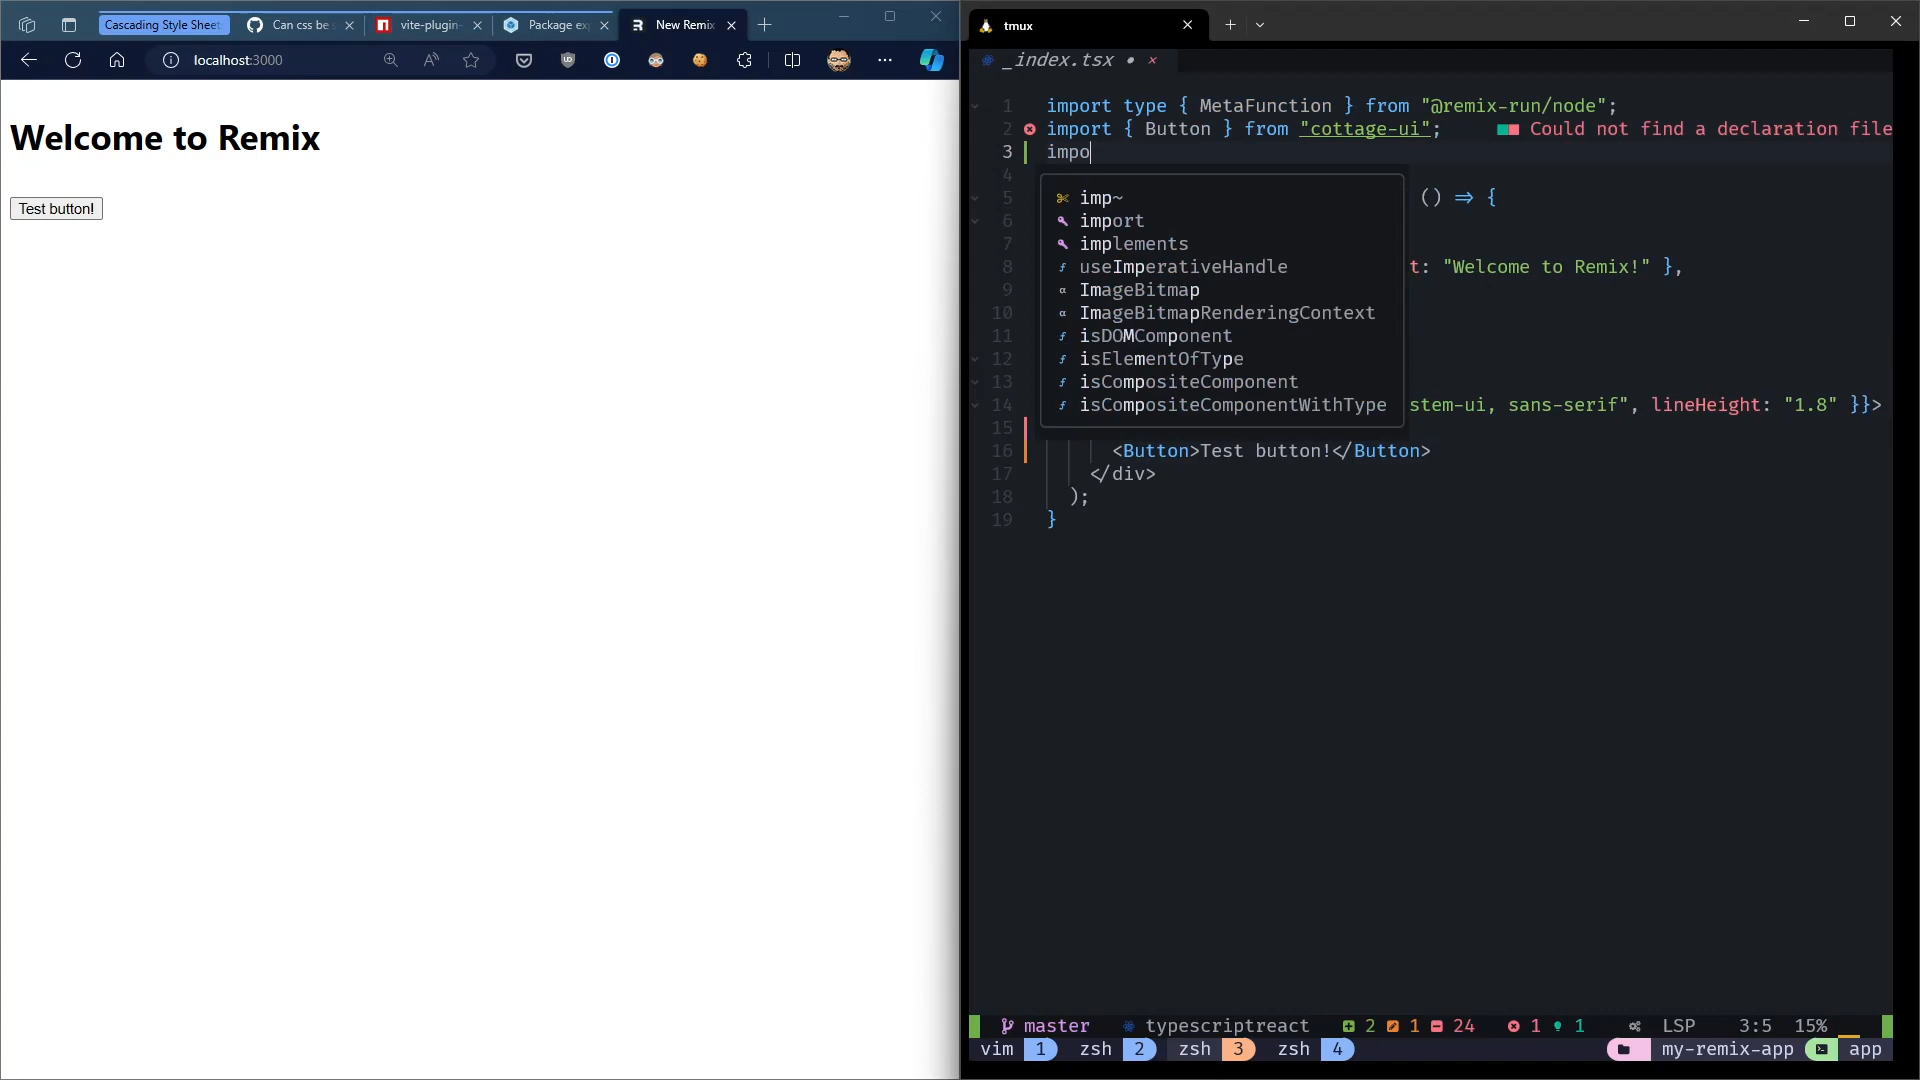 Cascading Style Sheet
Can css be
vite-plugin-
Package ex
New Remix
localhost:3000
Welcome to Remix
Test button!
tmux
_index.tsx
1 import type { MetaFunction } from "@remix-run/node";
2 import { Button } from "cottage-ui"; Could not find a declaration file
3 impo
4
5 () => {
6
7
8 t: "Welcome to Remix!" },
9
10
11
12
13
14 stem-ui, sans-serif", lineHeight: "1.8" }}>
15
16 <Button>Test button!</Button>
17 </div>
18 );
19 }
imp~
import
implements
useImperativeHandle
ImageBitmap
ImageBitmapRenderingContext
isDOMComponent
isElementOfType
isCompositeComponent
isCompositeComponentWithType
master typescriptreact 2 1 24 1 1 LSP 3:5 15%
vim 1 zsh 2 zsh 3 zsh 4 my-remix-app app